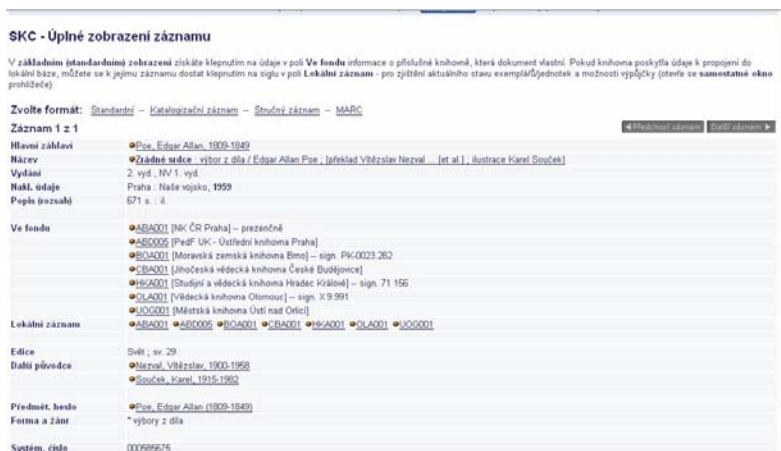 SKC - Úplné zobrazení záznamu
V základním (standardním) zobrazení získáte klepnutím na údaje v poli Ve fondu informace o příslušné knihovně, která dokument vlastní. Pokud knihovna poskytla údaje k propojení do
lokální báze, můžete se k jejímu záznamu dostat klepnutím na siglu v poli Lokální záznam - pro zjištění aktuálního stavu exemplářů/jednotek a možnosti výpůjčky (otevře se samostatné okno
prohlížeče).
Zvolte formát: Standardní -- Katalogizační záznam -- Stručný záznam -- MARC
Záznam 1 z 1 Předchozí záznam Další záznam
Hlavní záhlaví Poe, Edgar Allan, 1809-1849
Název Zrádné srdce : výbor z díla / Edgar Allan Poe ; [překlad Vítězslav Nezval ... [et al.] ; ilustrace Karel Souček]
Vydání 2. vyd., NV 1. vyd.
Nakl. údaje Praha : Naše vojsko, 1959
Popis (rozsah) 671 s. : il.
Ve fondu ABA001 [NK ČR Praha] -- prezenčně
ABD005 [PedF UK - Ústřední knihovna Praha]
BOA001 [Moravská zemská knihovna Brno] -- sign. PK-0023.262
CBA001 [Jihočeská vědecká knihovna České Budějovice]
HKA001 [Studijní a vědecká knihovna Hradec Králové] -- sign. 71 156
OLA001 [Vědecká knihovna Olomouc] -- sign. X 9.991
UOG001 [Městská knihovna Ústí nad Orlicí]
Lokální záznam ABA001 ABD005 BOA001 CBA001 HKA001 OLA001 UOG001
Edice Svět ; sv. 29
Další původce Nezval, Vítězslav, 1900-1958
Souček, Karel, 1915-1982
Předmět. heslo Poe, Edgar Allan (1809-1849)
Forma a žánr * výbory z díla
Systém. číslo 000585675